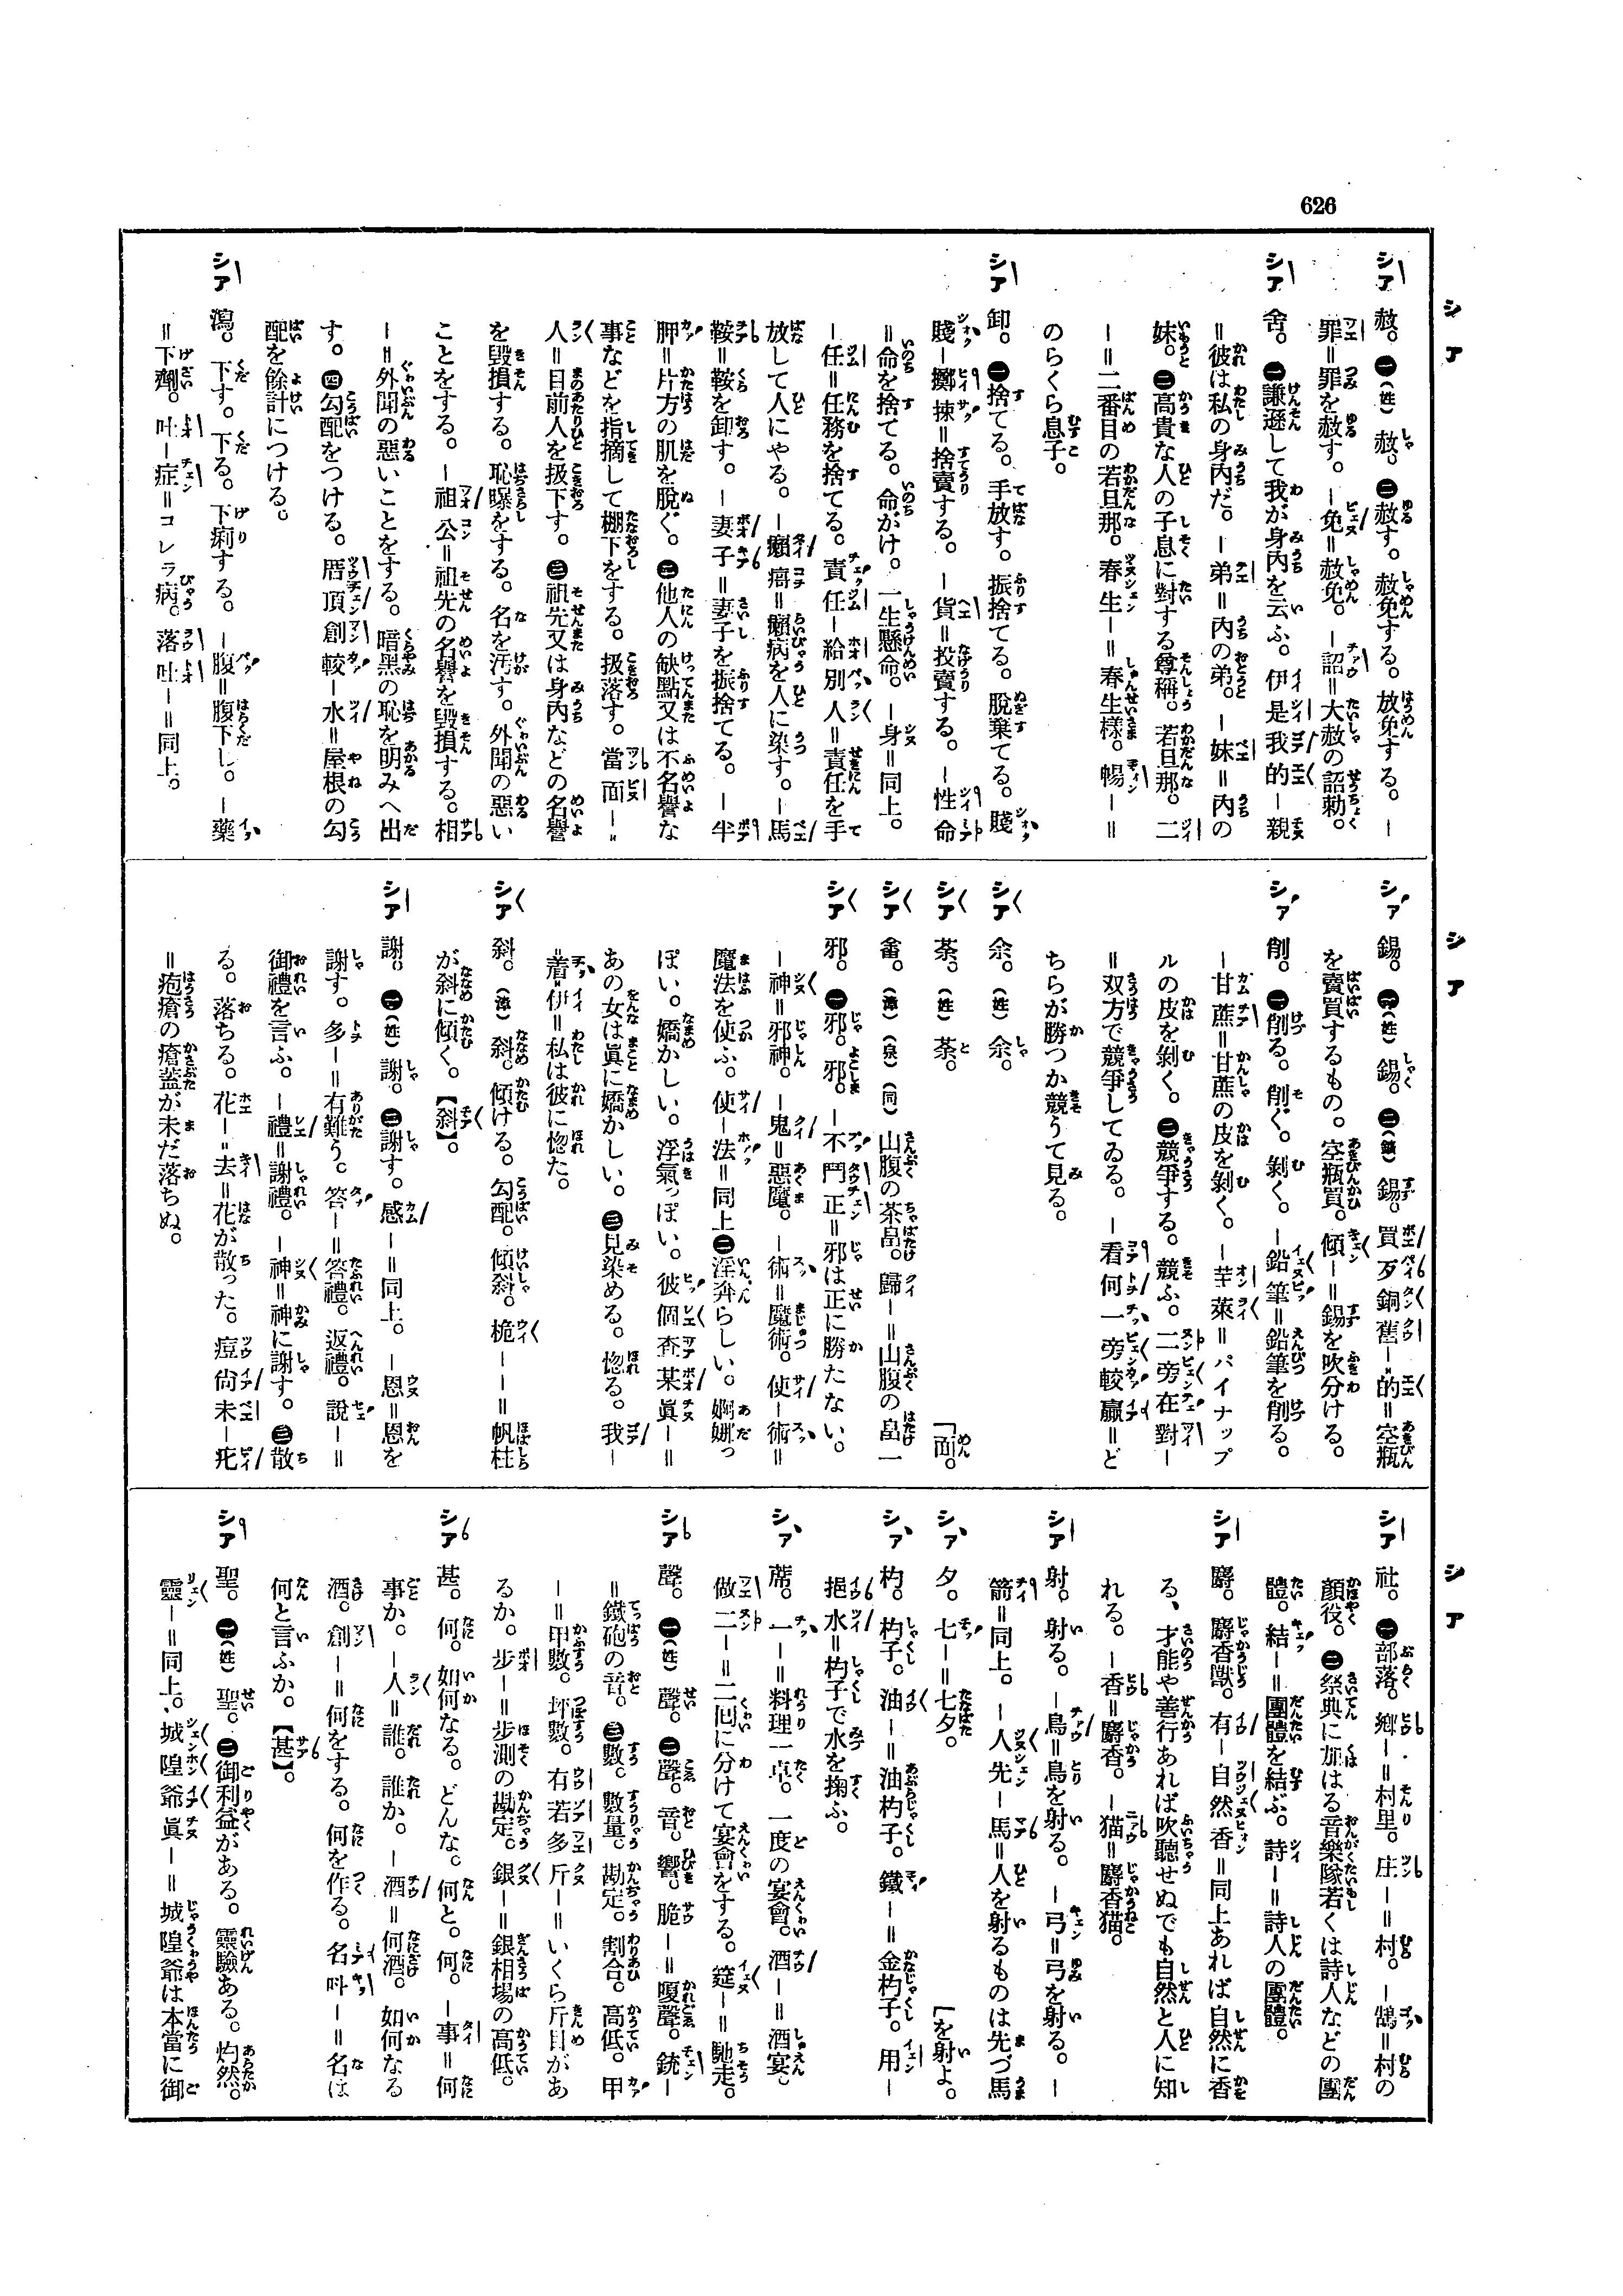 626
シア
シア 赦。㊀(姓) 赦。㊁赦す。赦免する。放免する。―
罪＝罪を赦す。―免＝赦免。―詔＝大赦の詔勅。
シア 舍。㊀謙遜して我が身內を云ふ。伊是我的―親
＝彼は私の身內だ。―弟＝內の弟。―妹＝內の
妹。㊁高貴な人の子息に對する尊稱。若旦那。二
―＝二番目の若旦那。春生―＝春生樣。暢―＝
のらくら息子。
シア 卸。㊀捨てる。手放す。振捨てる。脫棄てる。賤
賤―擲捒＝捨賣する。―貨＝投賣する。―性命
＝命を捨てる。命がけ。一生懸命。―身＝同上。
―任＝任務を捨てる。責任―給別人＝責任を手
放して人にやる。―癩𤶃＝癩病を人に染す。―馬
鞍＝鞍を卸す。―妻子＝妻子を振捨てる。―半
胛＝片方の肌を脫ぐ。㊁他人の缺點又は不名譽な
事などを指摘して棚下をする。扱落す。當面―＝
人＝目前人を扱下す。㊂祖先又は身內などの名譽
を毀損する。恥曝をする。名を汚す。外聞の惡い
ことをする。―祖公＝祖先の名譽を毀損する。相
―＝外聞の惡いことをする。暗黑の恥を明みへ出
す。㊃勾配をつける。厝頂創較―水＝屋根の勾
配を餘計につける。
シア 瀉。下す。下る。下痢する。―腹＝腹下し。―藥
＝下劑。吐―症＝コレラ病。落吐―＝同上。
シア
シア 錫。㊀(姓) 錫。㊁(鑛) 錫。買歹銅舊―的＝空瓶
を賣買するもの。空瓶買。傾―＝錫を吹分ける。
シア 削。㊀削る。削ぐ。剝く。―鉛筆＝鉛筆を削る。
―甘蔗＝甘蔗の皮を剝く。―芏萊＝パイナップ
ルの皮を剝く。㊁競爭する。競ふ。二旁在對―
＝双方で競爭してゐる。―看何一旁較贏＝ど
ちらが勝つか競うて見る。
シア 佘。(姓) 佘。
シア 茶。(姓) 茶。 「面。
シア 畬。(漳)(泉)(同) 山腹の茶畠。歸―＝山腹の畠一
シア 邪。㊀邪。邪。―不鬥正＝邪は正に勝たない。
―神＝邪神。―鬼＝惡魔。―術＝魔術。使―術＝
魔法を使ふ。使―法＝同上㊁淫奔らしい。婀娜っ
ぽい。嬌かしい。浮氣っぽい。彼個查某眞―＝
あの女は眞に嬌かしい。㊂見染める。惚る。我―
着伊＝私は彼に惚た。
シア 斜。(漳) 斜。傾ける。勾配。傾斜。桅――＝帆柱
が斜に傾く。【斜】。
シア 謝。㊀(姓) 謝。㊁謝す。感―＝同上。―恩＝恩を
謝す。多―＝有難う。答―＝答禮。返禮。說―＝
御禮を言ふ。―禮＝謝禮。―神＝神に謝す。㊂散
る。落ちる。花―去＝花が散った。痘尙未―疕
＝疱瘡の瘡蓋が未だ落ちぬ。
シア
シア 社。㊀部落。鄉―＝村里。庄―＝村。―鵠＝村の
顏役。㊁祭典に加はる音樂隊若くは詩人などの團
體。結―＝團體を結ぶ。詩―＝詩人の團體。
シア 麝。麝香獸。有―自然香＝同上あれば自然に香
る、才能や善行あれば吹聽せぬでも自然と人に知
れる。―香＝麝香。―猫＝麝香猫。
シア 射。射る。―鳥＝鳥を射る。―弓＝弓を射る。―
箭＝同上。―人先―馬＝人を射るものは先づ馬
シア 夕。七―＝七夕。 「を射よ。
シア 杓。杓子。油―＝油杓子。鐵―＝金杓子。用―
挹水＝杓子で水を掬ふ。
シア 蓆。一―＝料理一卓。一度の宴會。酒―＝酒宴。
做二―＝二回に分けて宴會をする。筵―＝馳走。
シア 聲。㊀(姓) 聲。㊁聲。音。響。脆―＝嗄聲。銃―
＝鐵砲の音。㊂數。數量。勘定。割合。高低。甲
―＝甲數。坪數。有若多斤―＝いくら斤目があ
るか。步―＝步測の勘定。銀―＝銀相場の高低。
シア 甚。何。如何なる。どんな。何と。何。―事＝何
事か。―人＝誰。誰か。―酒＝何酒。如何なる
酒。創―＝何をする。何を作る。名叫―＝名は
何と言ふか。【甚】。
シア 聖。㊀(姓) 聖。㊁御利益がある。靈驗ある。灼然。
靈―＝同上、城隍爺眞―＝城隍爺は本當に御